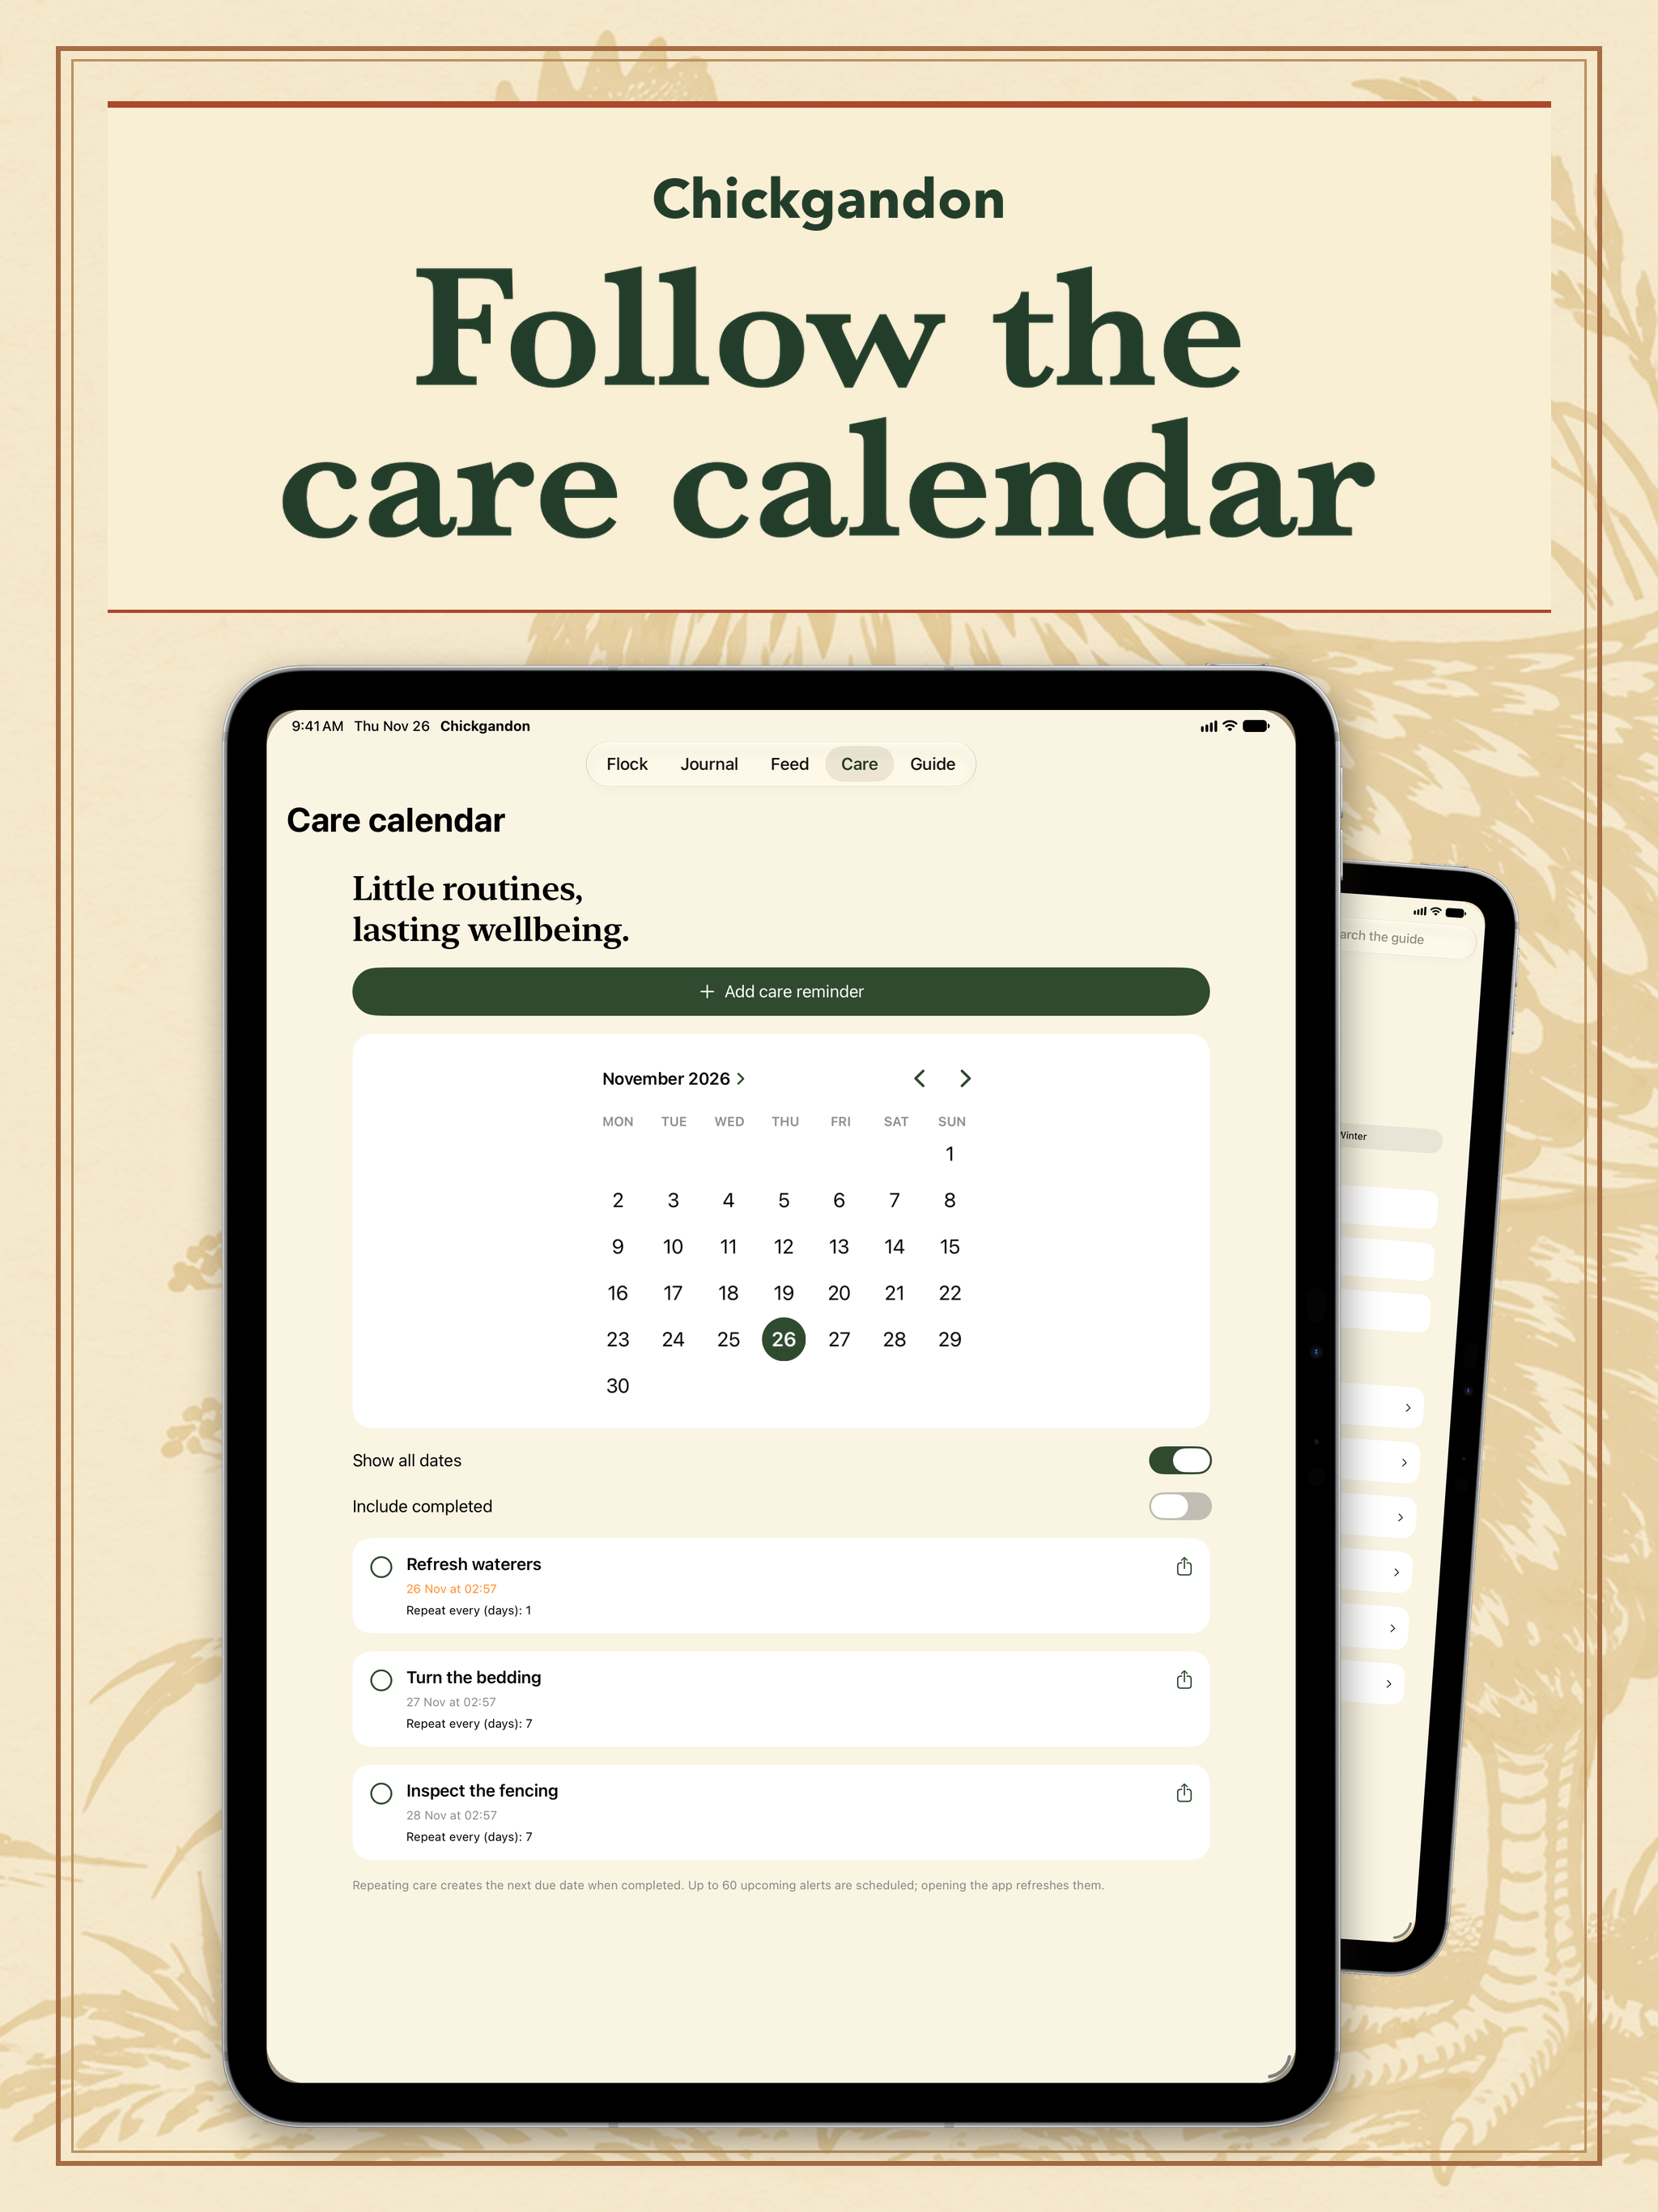 Chickgandon
Follow the
care calendar
9:41 AM Thu Nov 26 Chickgandon
Flock Journal Feed Care Guide
Care calendar
Little routines,
lasting wellbeing.
+ Add care reminder
November 2026
MON TUE WED THU FRI SAT SUN
1
2 3 4 5 6 7 8
9 10 11 12 13 14 15
16 17 18 19 20 21 22
23 24 25 26 27 28 29
30
Show all dates
Include completed
Refresh waterers
26 Nov at 02:57
Repeat every (days): 1
Turn the bedding
27 Nov at 02:57
Repeat every (days): 7
Inspect the fencing
28 Nov at 02:57
Repeat every (days): 7
Repeating care creates the next due date when completed. Up to 60 upcoming alerts are scheduled; opening the app refreshes them.
the guide
Winter